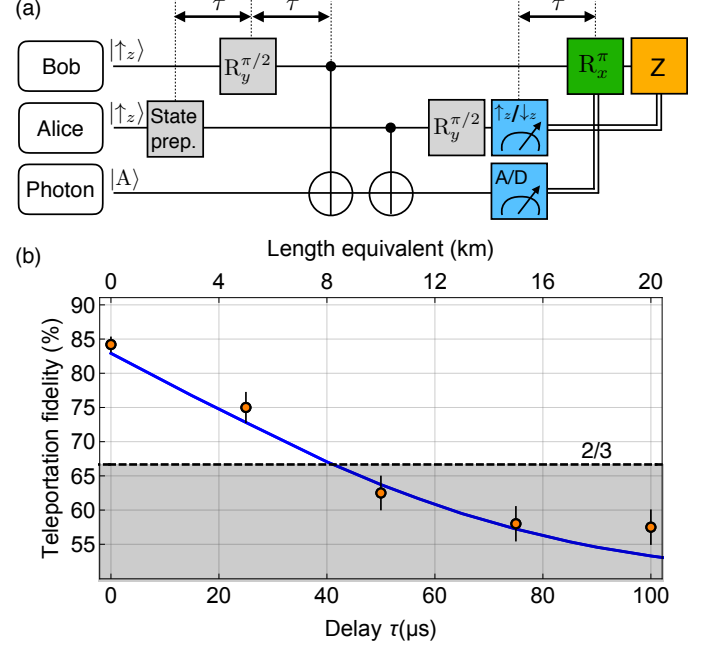 (a)
τ τ τ
Bob |↑z⟩ R_y^{π/2} R_x^π Z
Alice |↑z⟩ State prep. R_y^{π/2} ↑z/↓z
Photon |A⟩ A/D
(b)
Length equivalent (km)
0 4 8 12 16 20
90
85
80
75
70
65
60
55
2/3
Teleportation fidelity (%)
0 20 40 60 80 100
Delay τ(μs)